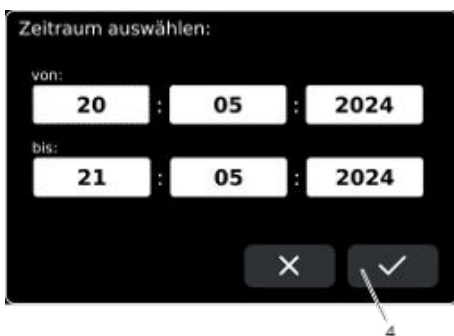 Zeitraum auswählen:
von:
20 : 05 : 2024
bis:
21 : 05 : 2024
4